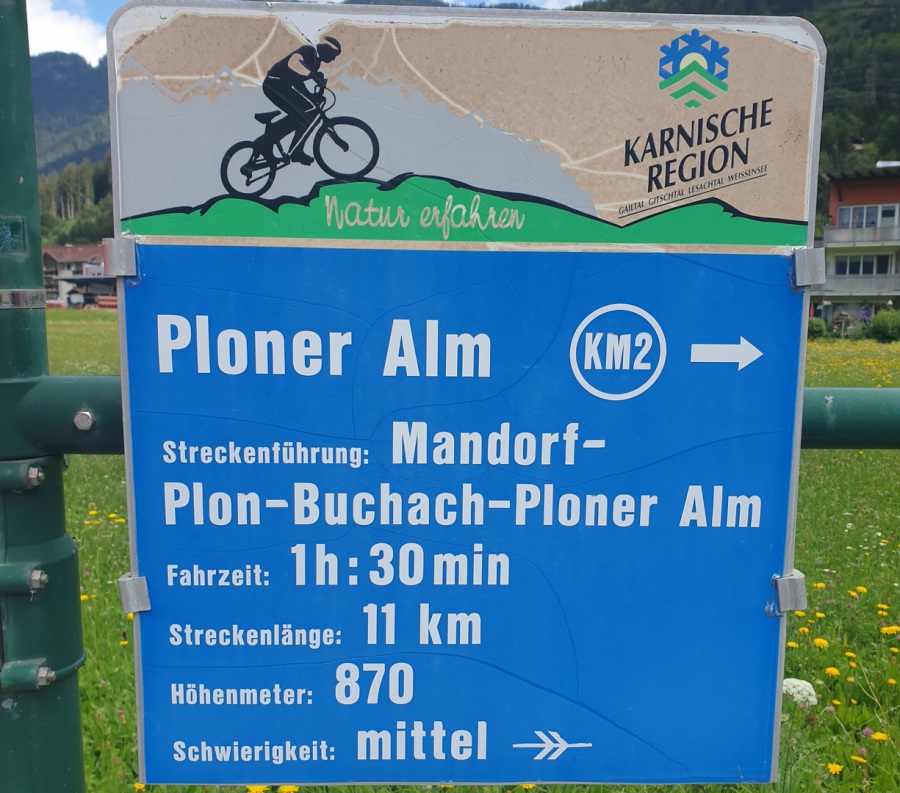 KARNISCHE
REGION
GAILTAL GITSCHTAL LESACHTAL WEISSENSEE
Natur erfahren
Ploner Alm KM2
Streckenführung: Mandorf-
Plon-Buchach-Ploner Alm
Fahrzeit: 1h:30min
Streckenlänge: 11 km
Höhenmeter: 870
Schwierigkeit: mittel